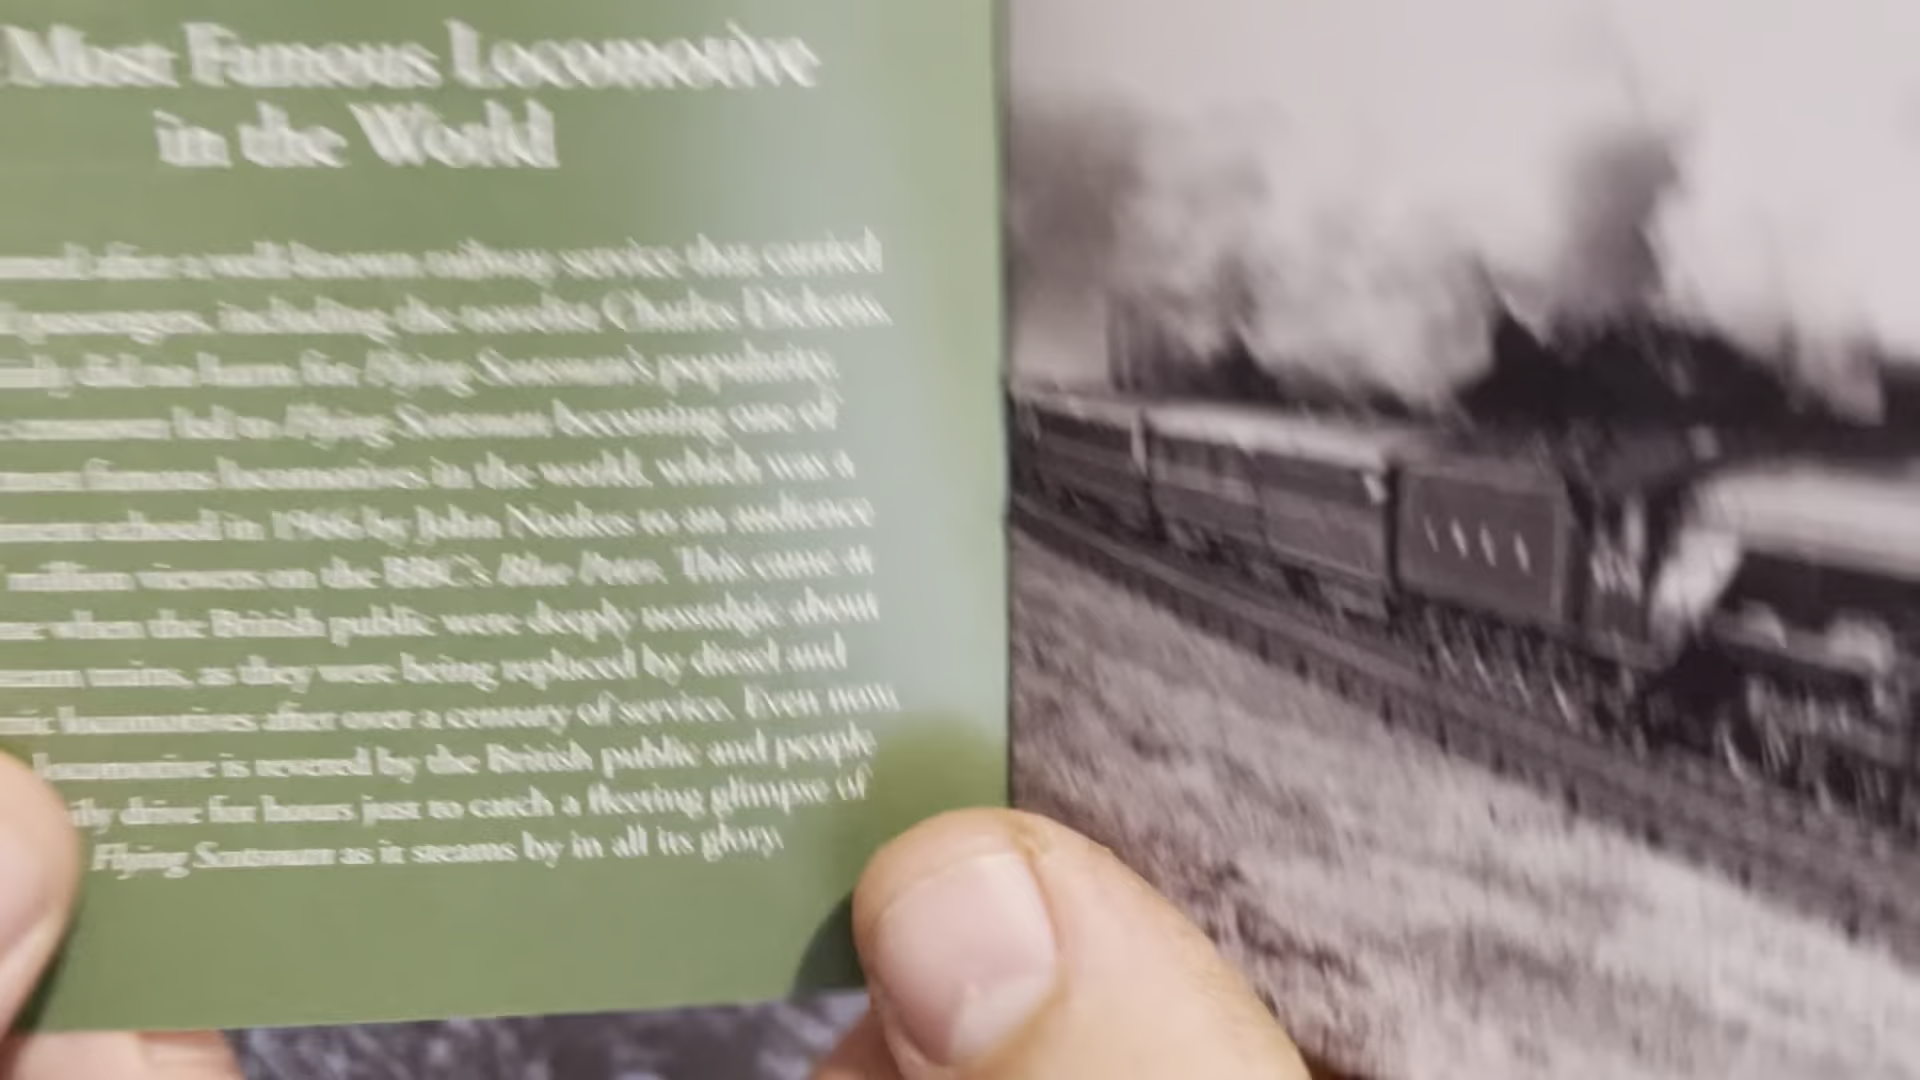 Most Famous Locomotive
in the World
after a well-known railway service that carried
passengers, including the novelist Charles Dickens.
did no harm for Flying Scotsman's popularity.
led to Flying Scotsman becoming one of
most famous locomotives in the world, which was a
in 1966 by John Noakes to an audience
million viewers on the BBC's Blue Peter. This came at
when the British public were deeply nostalgic about
trains, as they were being replaced by diesel and
locomotives after over a century of service. Even now,
locomotive is revered by the British public and people
drive for hours just to catch a fleeting glimpse of
Flying Scotsman as it steams by in all its glory.